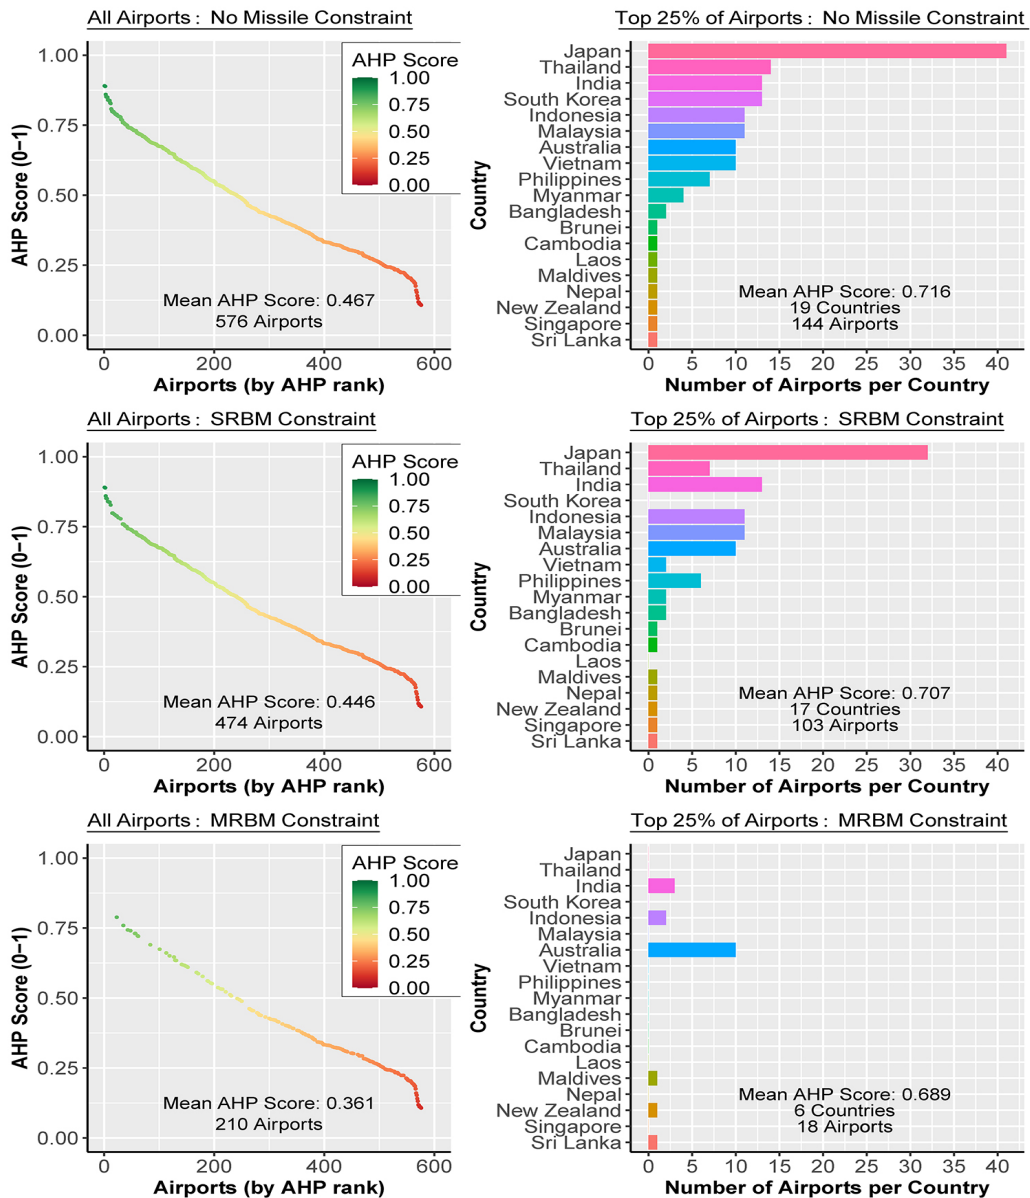 All Airports : No Missile Constraint
AHP Score (0−1)
1.00
0.75
0.50
0.25
0.00
AHP Score
1.00
0.75
0.50
0.25
0.00
Mean AHP Score: 0.467
576 Airports
0 200 400 600
Airports (by AHP rank)
Top 25% of Airports : No Missile Constraint
Country
Japan
Thailand
India
South Korea
Indonesia
Malaysia
Australia
Vietnam
Philippines
Myanmar
Bangladesh
Brunei
Cambodia
Laos
Maldives
Nepal
New Zealand
Singapore
Sri Lanka
Mean AHP Score: 0.716
19 Countries
144 Airports
0 5 10 15 20 25 30 35 40
Number of Airports per Country
All Airports : SRBM Constraint
AHP Score (0−1)
1.00
0.75
0.50
0.25
0.00
AHP Score
1.00
0.75
0.50
0.25
0.00
Mean AHP Score: 0.446
474 Airports
0 200 400 600
Airports (by AHP rank)
Top 25% of Airports : SRBM Constraint
Country
Japan
Thailand
India
South Korea
Indonesia
Malaysia
Australia
Vietnam
Philippines
Myanmar
Bangladesh
Brunei
Cambodia
Laos
Maldives
Nepal
New Zealand
Singapore
Sri Lanka
Mean AHP Score: 0.707
17 Countries
103 Airports
0 5 10 15 20 25 30 35 40
Number of Airports per Country
All Airports : MRBM Constraint
AHP Score (0−1)
1.00
0.75
0.50
0.25
0.00
AHP Score
1.00
0.75
0.50
0.25
0.00
Mean AHP Score: 0.361
210 Airports
0 200 400 600
Airports (by AHP rank)
Top 25% of Airports : MRBM Constraint
Country
Japan
Thailand
India
South Korea
Indonesia
Malaysia
Australia
Vietnam
Philippines
Myanmar
Bangladesh
Brunei
Cambodia
Laos
Maldives
Nepal
New Zealand
Singapore
Sri Lanka
Mean AHP Score: 0.689
6 Countries
18 Airports
0 5 10 15 20 25 30 35 40
Number of Airports per Country